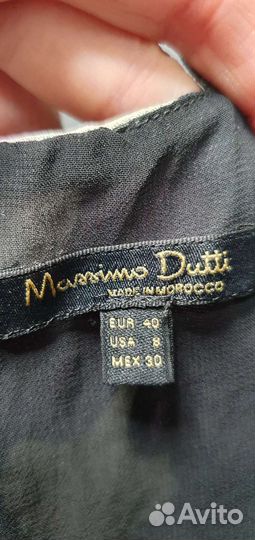 Massimo Dutti
MADE IN MOROCCO
EUR 40
USA 8
MEX 30
Avito